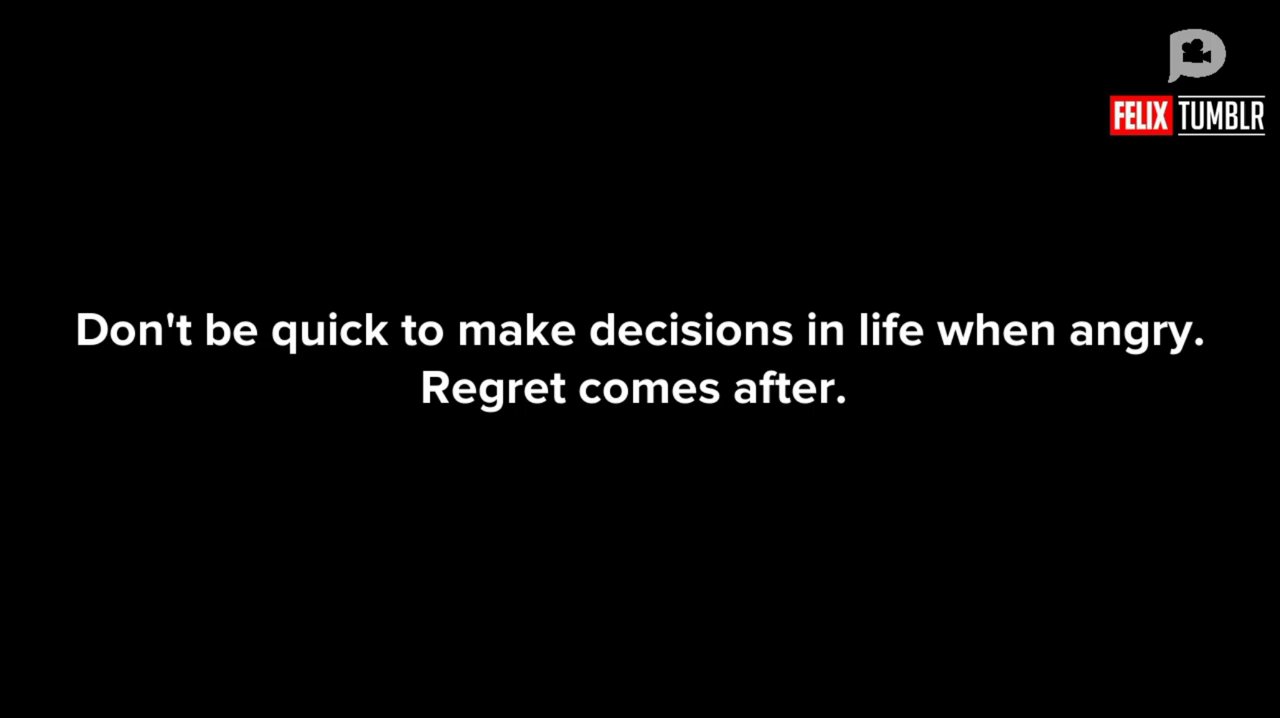 FELIX TUMBLR
Don't be quick to make decisions in life when angry.
Regret comes after.